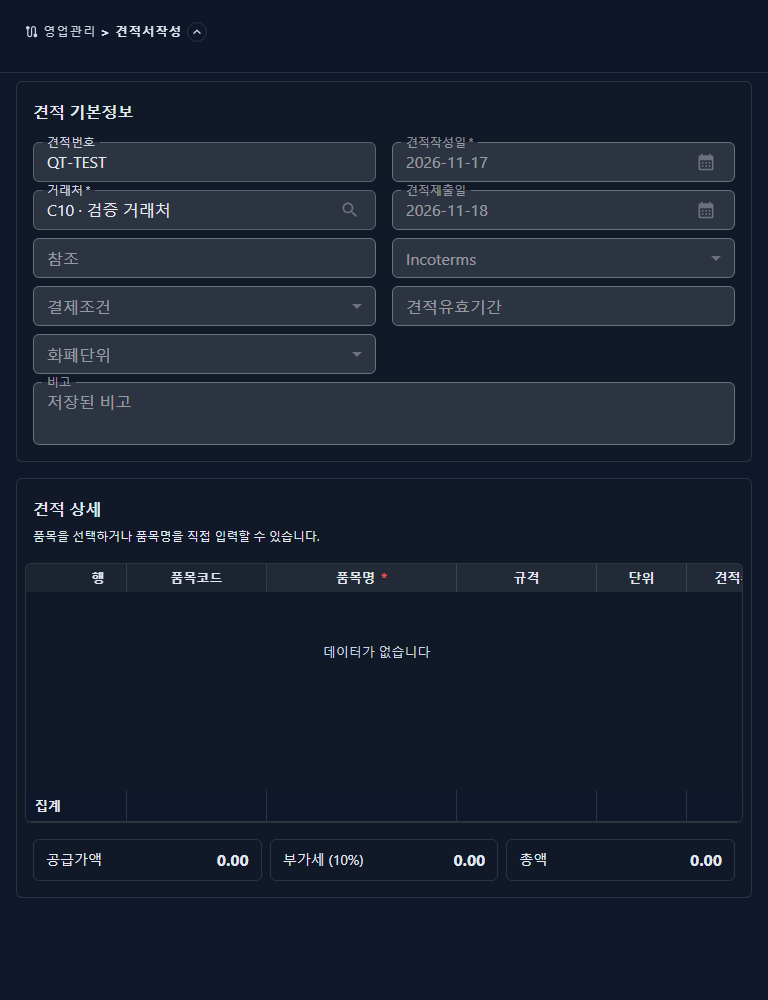 영업관리 > 견적서작성
견적 기본정보
견적번호
QT-TEST
견적작성일 *
2026-11-17
거래처 *
C10 · 검증 거래처
견적제출일
2026-11-18
참조
Incoterms
결제조건
견적유효기간
화폐단위
비고
저장된 비고
견적 상세
품목을 선택하거나 품목명을 직접 입력할 수 있습니다.
행 품목코드 품목명 * 규격 단위 견적
데이터가 없습니다
집계
공급가액 0.00 부가세 (10%) 0.00 총액 0.00